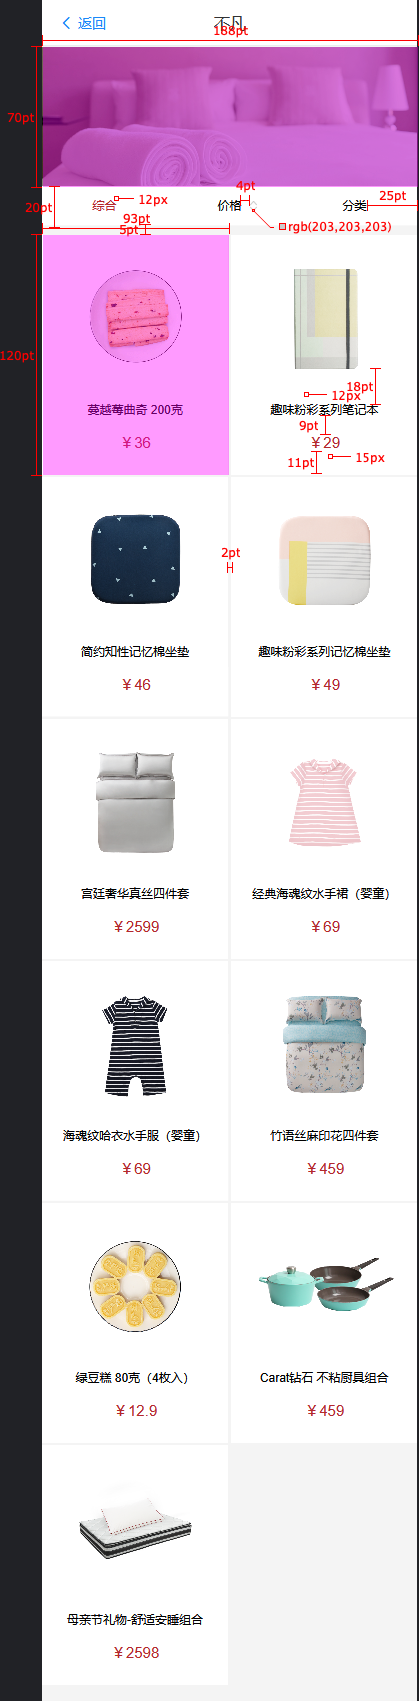 返回
不凡
188pt
70pt
4pt
25pt
12px
20pt
综合
价格
分类
93pt
5pt
rgb(203,203,203)
120pt
18pt
12px
蔓越莓曲奇 200克
趣味粉彩系列笔记本
9pt
¥ 36
¥ 29
11pt
15px
2pt
简约知性记忆棉坐垫
趣味粉彩系列记忆棉坐垫
¥ 46
¥ 49
宫廷奢华真丝四件套
经典海魂纹水手裙（婴童）
¥ 2599
¥ 69
海魂纹哈衣水手服（婴童）
竹语丝麻印花四件套
¥ 69
¥ 459
绿豆糕 80克（4枚入）
Carat钻石 不粘厨具组合
¥ 12.9
¥ 459
母亲节礼物-舒适安睡组合
¥ 2598